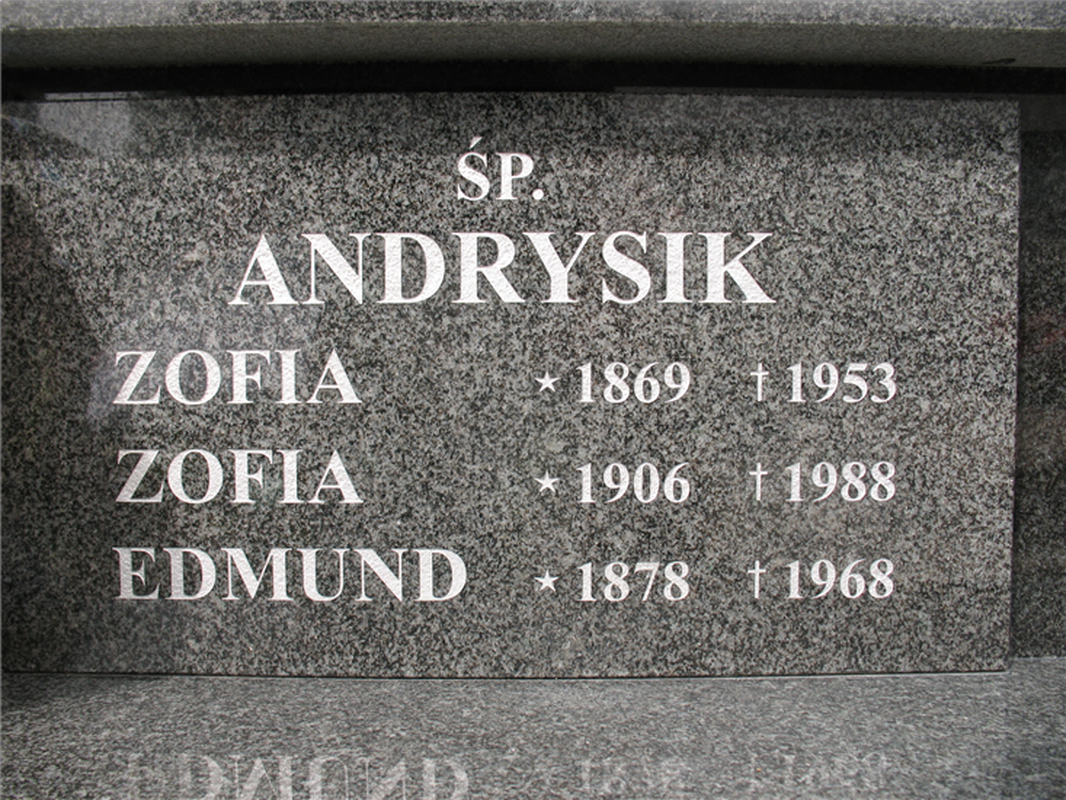 ŚP.
ANDRYSIK
ZOFIA ⋆ 1869 † 1953
ZOFIA ⋆ 1906 † 1988
EDMUND ⋆ 1878 † 1968